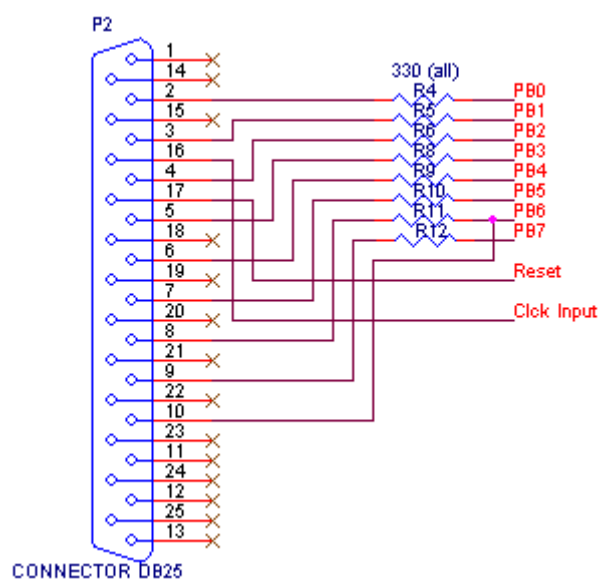 P2
1
14
330 (all)
2
R4
PB0
15
R5
PB1
3
R6
PB2
16
R8
PB3
4
R9
PB4
17
R10
PB5
5
R11
PB6
18
R12
PB7
6
19
Reset
7
20
Clck Input
8
21
9
22
10
23
11
24
12
25
13
CONNECTOR DB25